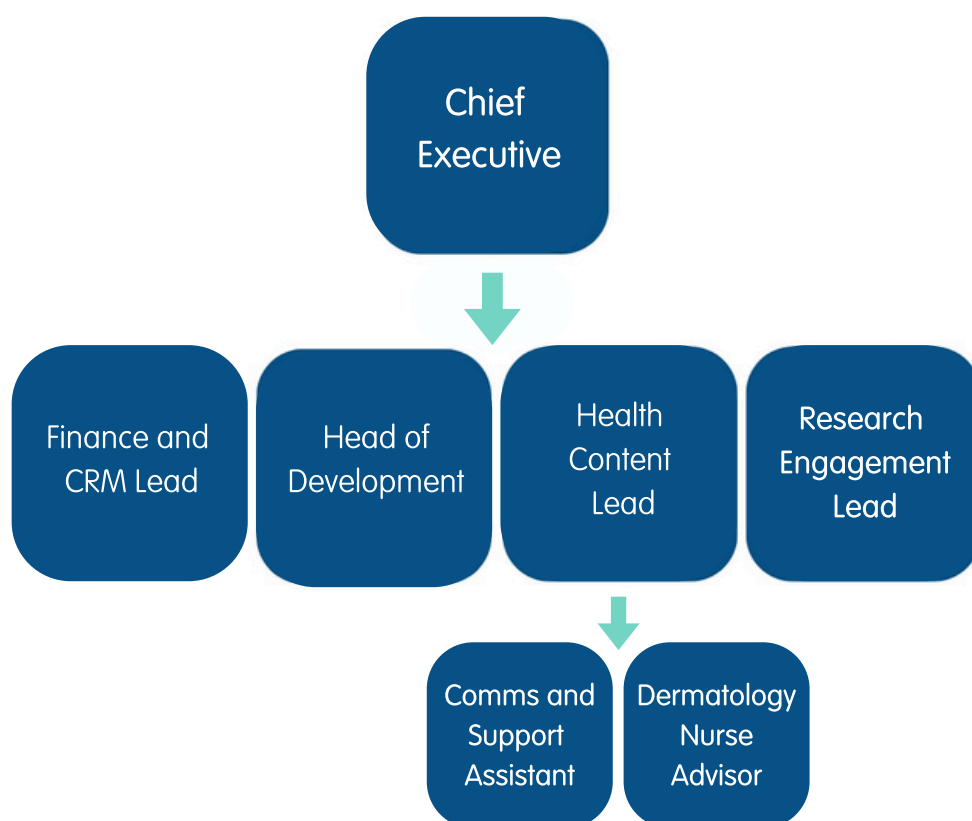 Chief
Executive
Finance and
CRM Lead
Head of
Development
Health
Content
Lead
Research
Engagement
Lead
Comms and
Support
Assistant
Dermatology
Nurse
Advisor